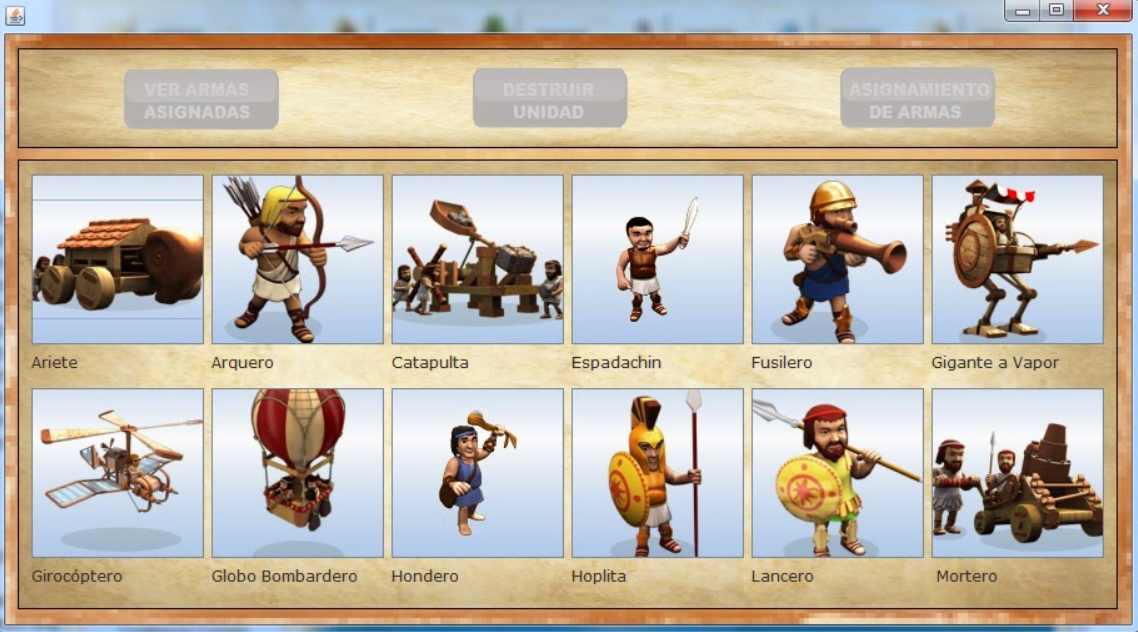 VER ARMAS
ASIGNADAS
DESTRUIR
UNIDAD
ASIGNAMIENTO
DE ARMAS
Ariete
Arquero
Catapulta
Espadachin
Fusilero
Gigante a Vapor
Girocóptero
Globo Bombardero
Hondero
Hoplita
Lancero
Mortero